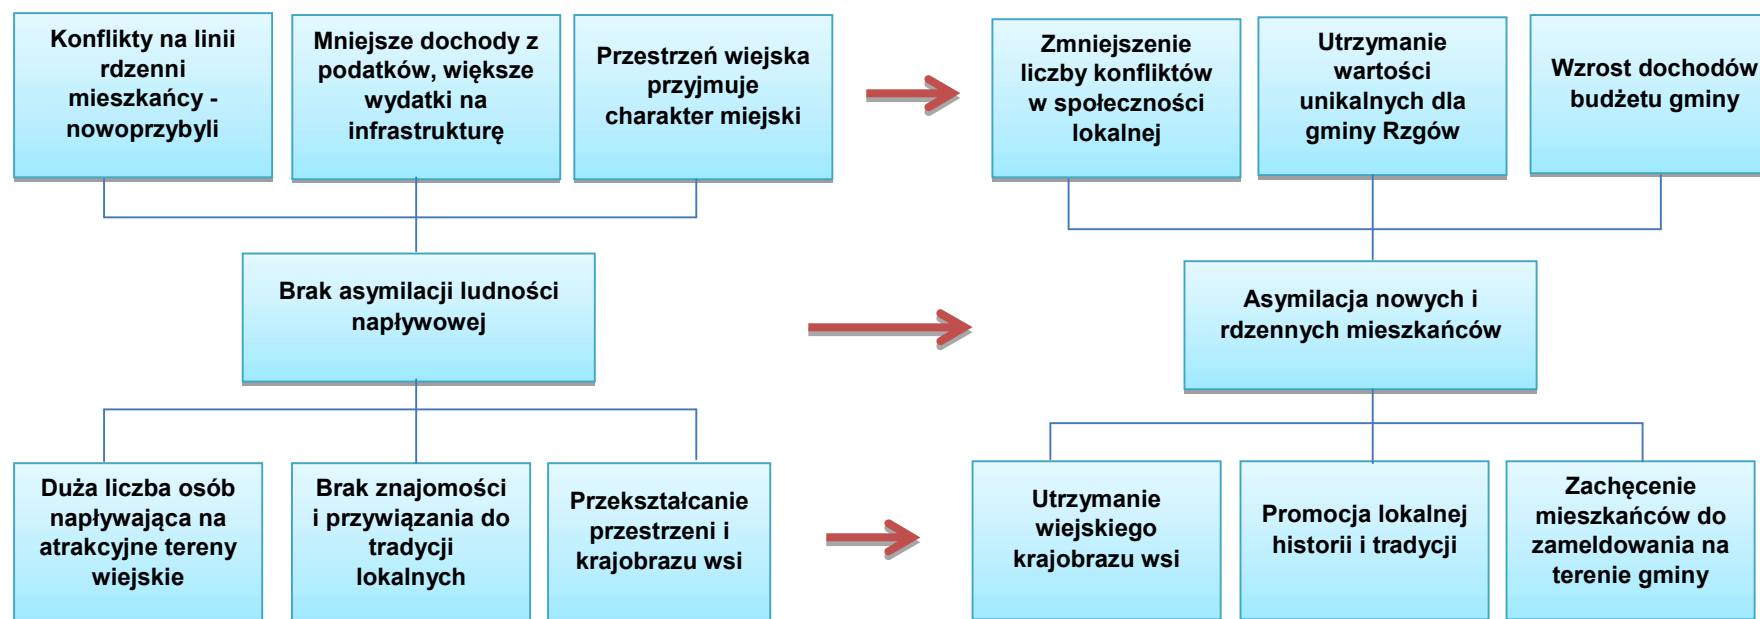 Konflikty na linii
rdzenni
mieszkańcy -
nowoprzybyli
Mniejsze dochody z
podatków, większe
wydatki na
infrastrukturę
Przestrzeń wiejska
przyjmuje
charakter miejski
Zmniejszenie
liczby konfliktów
w społeczności
lokalnej
Utrzymanie
wartości
unikalnych dla
gminy Rzgów
Wzrost dochodów
budżetu gminy
Brak asymilacji ludności
napływowej
Asymilacja nowych i
rdzennych mieszkańców
Duża liczba osób
napływająca na
atrakcyjne tereny
wiejskie
Brak znajomości
i przywiązania do
tradycji
lokalnych
Przekształcanie
przestrzeni i
krajobrazu wsi
Utrzymanie
wiejskiego
krajobrazu wsi
Promocja lokalnej
historii i tradycji
Zachęcenie
mieszkańców do
zameldowania na
terenie gminy